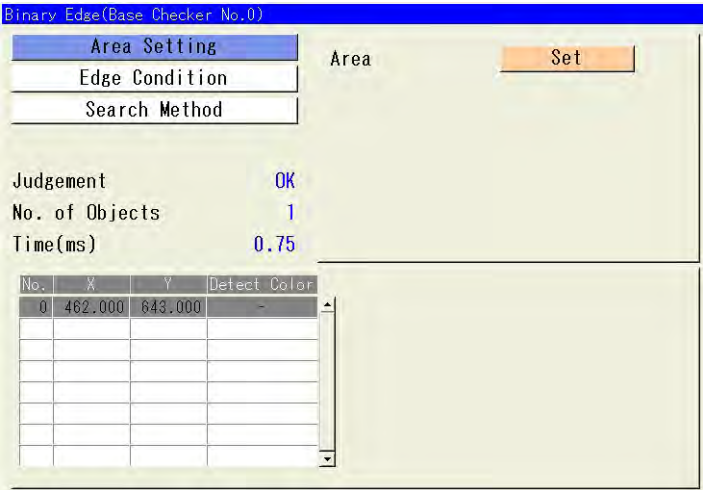 Binary Edge(Base Checker No.0)
Area Setting
Edge Condition
Search Method
Area Set
Judgement OK
No. of Objects 1
Time(ms) 0.75
No. X Y Detect Color
0 462.000 643.000 -